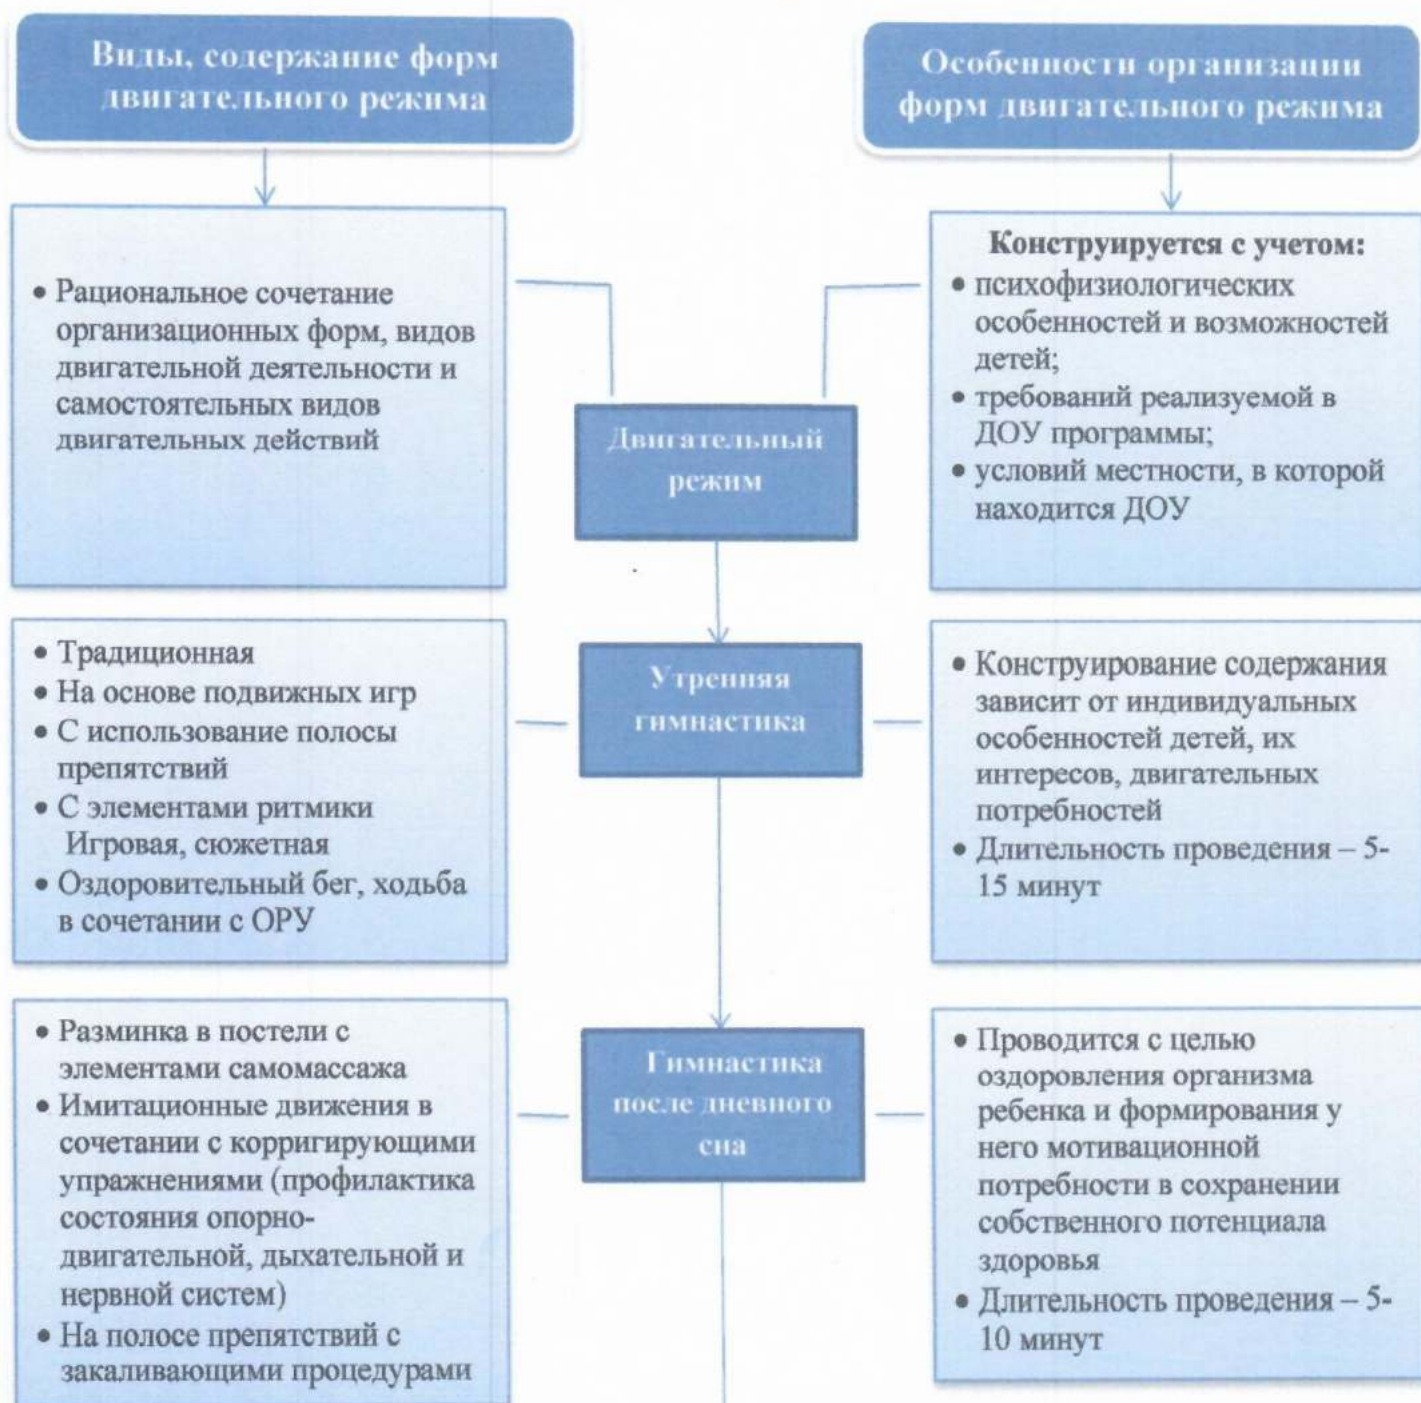 Виды, содержание форм
двигательного режима
Особенности организации
форм двигательного режима
• Рациональное сочетание
организационных форм, видов
двигательной деятельности и
самостоятельных видов
двигательных действий
Двигательный
режим
Конструируется с учетом:
• психофизиологических
особенностей и возможностей
детей;
• требований реализуемой в
ДОУ программы;
• условий местности, в которой
находится ДОУ
• Традиционная
• На основе подвижных игр
• С использование полосы
препятствий
• С элементами ритмики
Игровая, сюжетная
• Оздоровительный бег, ходьба
в сочетании с ОРУ
Утренняя
гимнастика
• Конструирование содержания
зависит от индивидуальных
особенностей детей, их
интересов, двигательных
потребностей
• Длительность проведения – 5-
15 минут
• Разминка в постели с
элементами самомассажа
• Имитационные движения в
сочетании с корригирующими
упражнениями (профилактика
состояния опорно-
двигательной, дыхательной и
нервной систем)
• На полосе препятствий с
закаливающими процедурами
Гимнастика
после дневного
сна
• Проводится с целью
оздоровления организма
ребенка и формирования у
него мотивационной
потребности в сохранении
собственного потенциала
здоровья
• Длительность проведения – 5-
10 минут